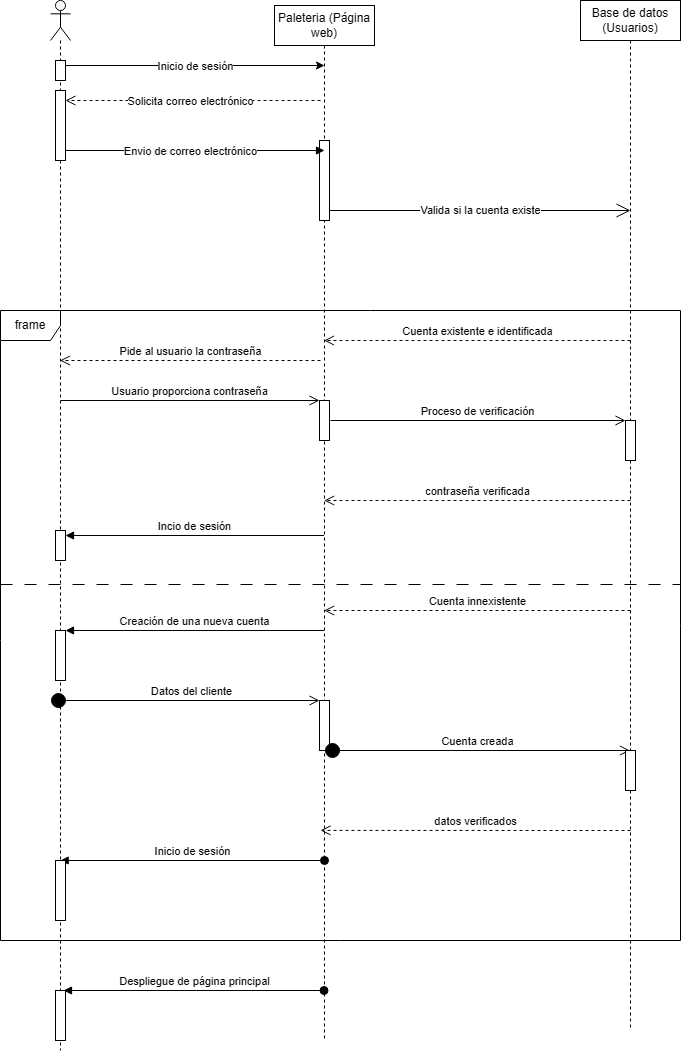 Paleteria (Página
web)
Base de datos
(Usuarios)
Inicio de sesión
Solicita correo electrónico
Envio de correo electrónico
Valida si la cuenta existe
frame
Cuenta existente e identificada
Pide al usuario la contraseña
Usuario proporciona contraseña
Proceso de verificación
contraseña verificada
Incio de sesión
Cuenta innexistente
Creación de una nueva cuenta
Datos del cliente
Cuenta creada
datos verificados
Inicio de sesión
Despliegue de página principal